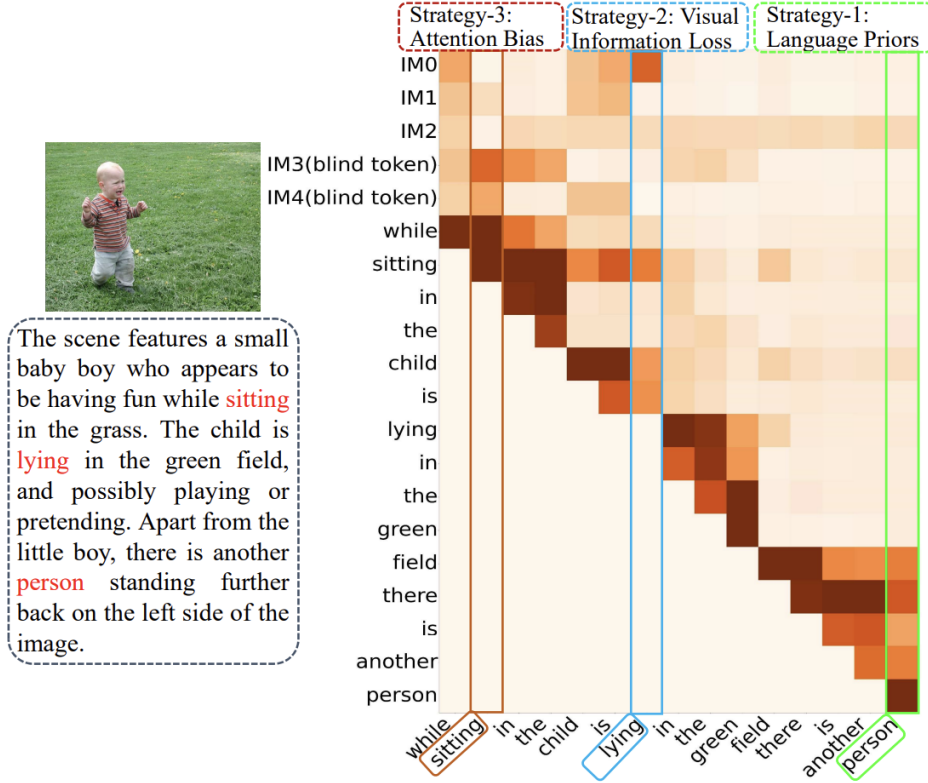 Strategy-3:
Attention Bias
Strategy-2: Visual
Information Loss
Strategy-1:
Language Priors
IM0
IM1
IM2
IM3(blind token)
IM4(blind token)
while
sitting
in
the
child
is
lying
in
the
green
field
there
is
another
person
The scene features a small
baby boy who appears to
be having fun while sitting
in the grass. The child is
lying in the green field,
and possibly playing or
pretending. Apart from the
little boy, there is another
person standing further
back on the left side of the
image.
while
sitting
in
the
child
is
lying
in
the
green
field
there
is
another
person